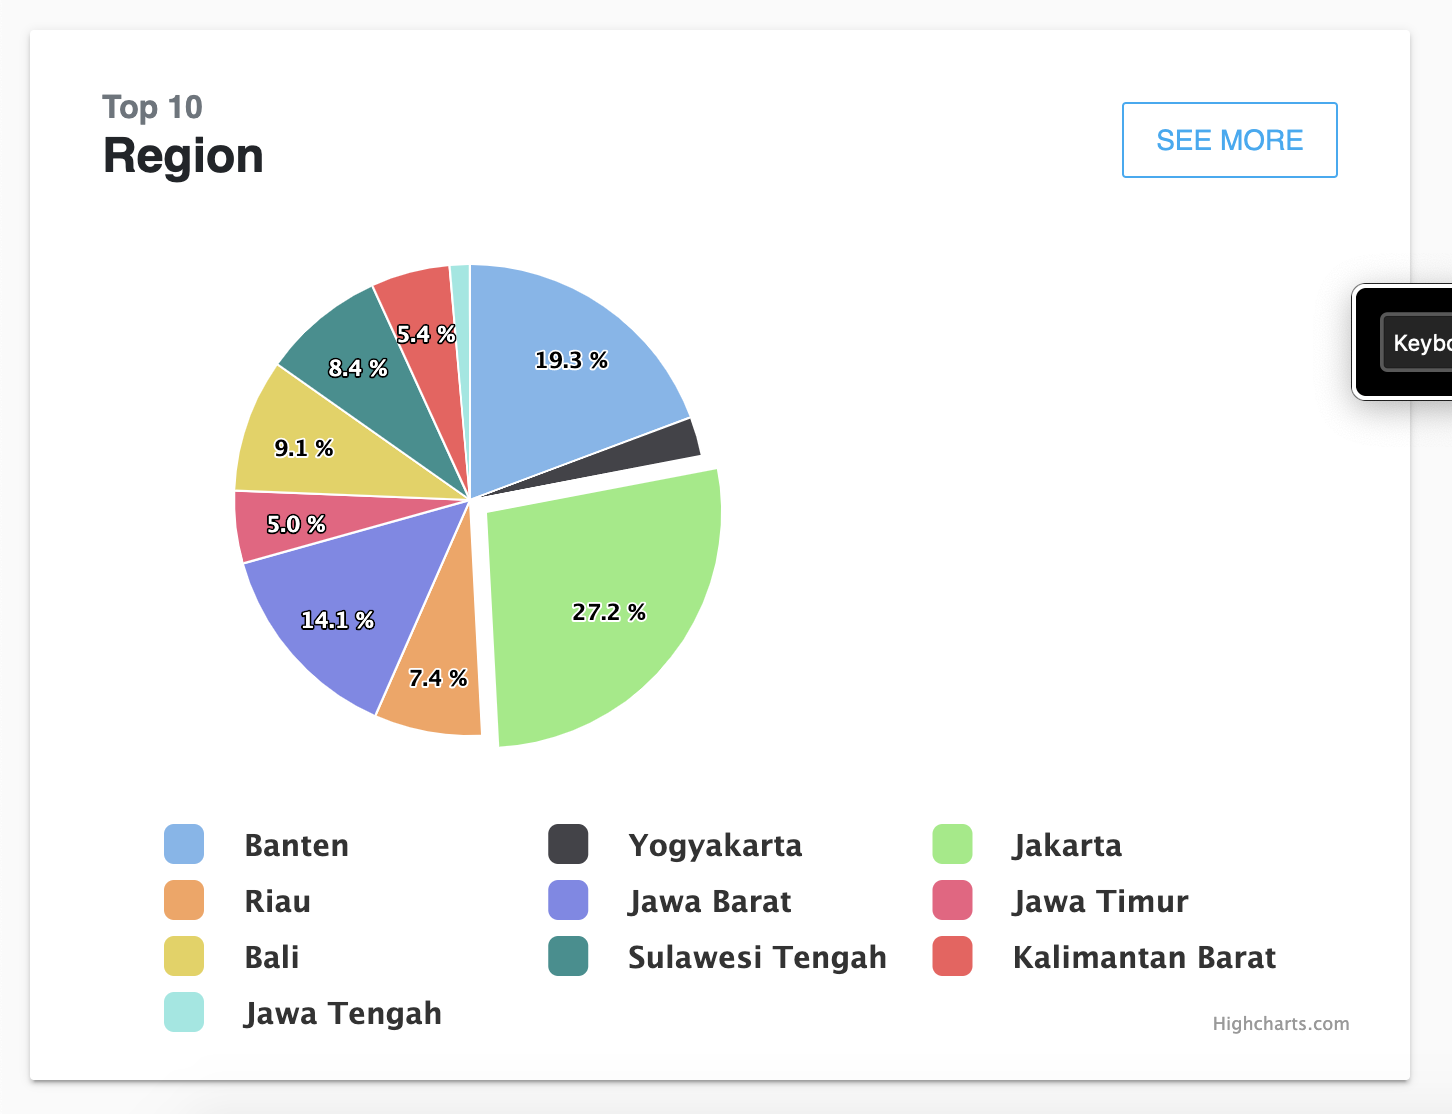 Top 10
Region
SEE MORE
Keybo
5.4 %
19.3 %
8.4 %
9.1 %
5.0 %
27.2 %
14.1 %
7.4 %
Banten
Yogyakarta
Jakarta
Riau
Jawa Barat
Jawa Timur
Bali
Sulawesi Tengah
Kalimantan Barat
Jawa Tengah
Highcharts.com